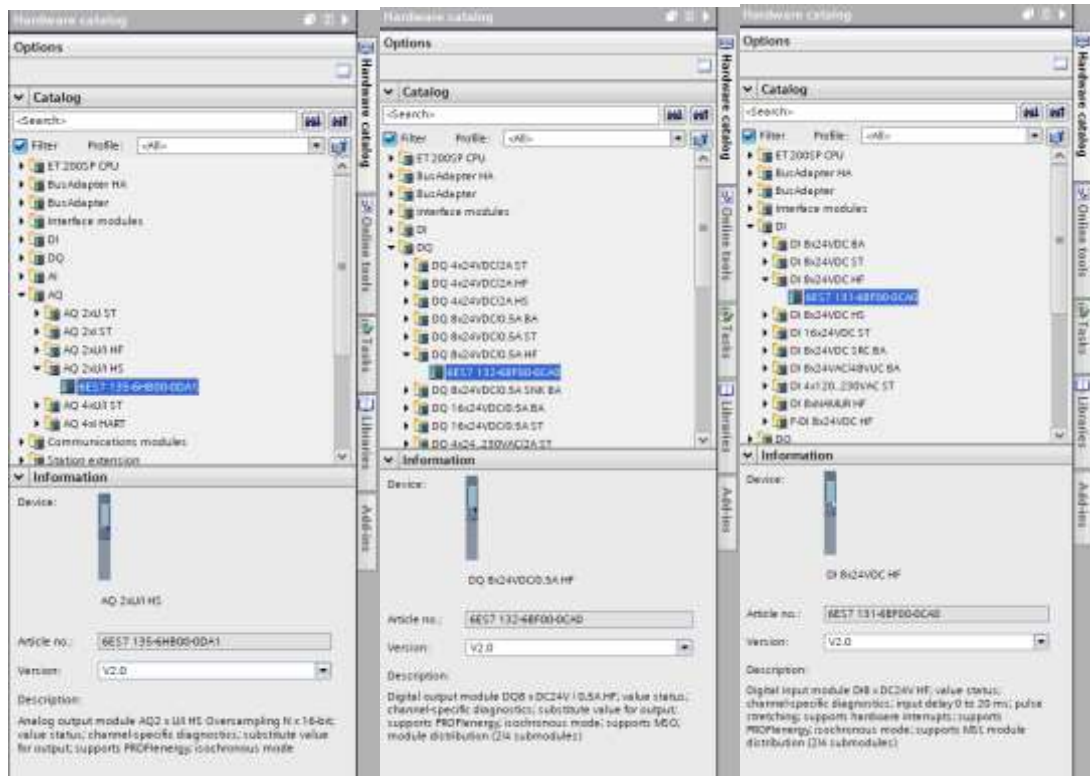 Hardware catalog
Options
Catalog
<Search>
Filter Profile: <All>
ET 200SP CPU
BusAdapter HA
BusAdapter
Interface modules
DI
DQ
AI
AQ
AQ 2xU ST
AQ 2xI ST
AQ 2xU/I HF
AQ 2xU/I HS
6ES7 135-6HB00-0DA1
AQ 4xU/I ST
AQ 4xI HART
Communications modules
Station extension
Information
Device:
AQ 2xU/I HS
Article no.: 6ES7 135-6HB00-0DA1
Version: V2.0
Description:
Analog output module AQ2 x U/I HS Oversampling N x 16-bit;
value status; channel-specific diagnostics; substitute value
for output; supports PROFIenergy; isochronous mode
Hardware catalog
Online tools
Tasks
Libraries
Add-ins
Hardware catalog
Options
Catalog
<Search>
Filter Profile: <All>
ET 200SP CPU
BusAdapter HA
BusAdapter
Interface modules
DI
DQ
DQ 4x24VDC/2A ST
DQ 4x24VDC/2A HF
DQ 4x24VDC/2A HS
DQ 8x24VDC/0.5A BA
DQ 8x24VDC/0.5A ST
DQ 8x24VDC/0.5A HF
6ES7 132-6BF00-0CA0
DQ 8x24VDC/0.5A SNK BA
DQ 16x24VDC/0.5A BA
DQ 16x24VDC/0.5A ST
DQ 4x24..230VAC/2A ST
Information
Device:
DQ 8x24VDC/0.5A HF
Article no.: 6ES7 132-6BF00-0CA0
Version: V2.0
Description:
Digital output module DQ8 x DC24V / 0.5A HF; value status;
channel-specific diagnostics; substitute value for output;
supports PROFIenergy; isochronous mode; supports MSO;
module distribution (2/4 submodules)
Hardware catalog
Online tools
Tasks
Libraries
Add-ins
Hardware catalog
Options
Catalog
<Search>
Filter Profile: <All>
ET 200SP CPU
BusAdapter HA
BusAdapter
Interface modules
DI
DI 8x24VDC BA
DI 8x24VDC ST
DI 8x24VDC HF
6ES7 131-6BF00-0CA0
DI 8x24VDC HS
DI 16x24VDC ST
DI 8x24VDC SRC BA
DI 4x120..230VAC ST
DI 8xNAMUR HF
F-DI 8x24VDC HF
DQ
Information
Device:
DI 8x24VDC HF
Article no.: 6ES7 131-6BF00-0CA0
Version: V2.0
Description:
Digital input module DI8 x DC24V HF; value status;
channel-specific diagnostics; input delay 0 to 20 ms; pulse
stretching; supports hardware interrupts; supports
PROFIenergy; isochronous mode; supports MSI; module
distribution (2/4 submodules)
Hardware catalog
Online tools
Tasks
Libraries
Add-ins